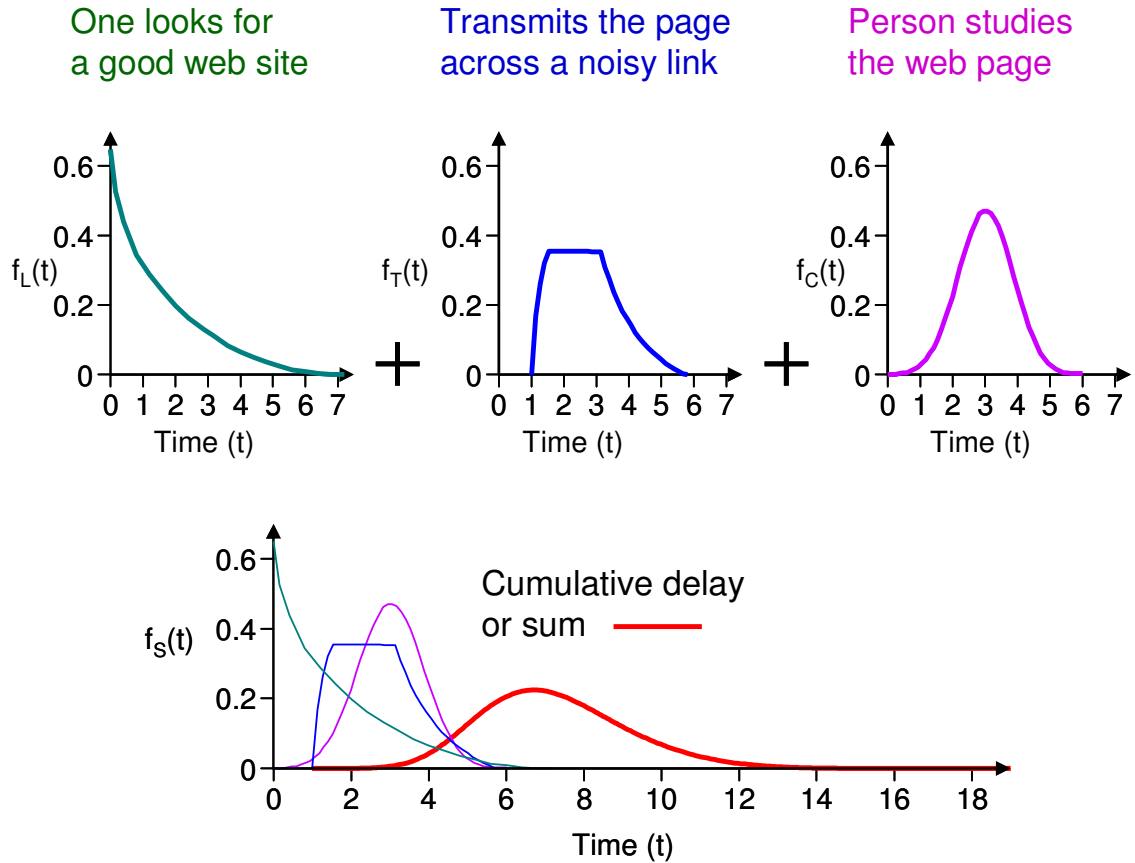 One looks for
a good web site
Transmits the page
across a noisy link
Person studies
the web page
0.6
0.4
f_L(t)
0.2
0
0 1 2 3 4 5 6 7
Time (t)
+
0.6
0.4
f_T(t)
0.2
0
0 1 2 3 4 5 6 7
Time (t)
+
0.6
0.4
f_C(t)
0.2
0
0 1 2 3 4 5 6 7
Time (t)
Cumulative delay
or sum
0.6
0.4
f_S(t)
0.2
0
0 2 4 6 8 10 12 14 16 18
Time (t)